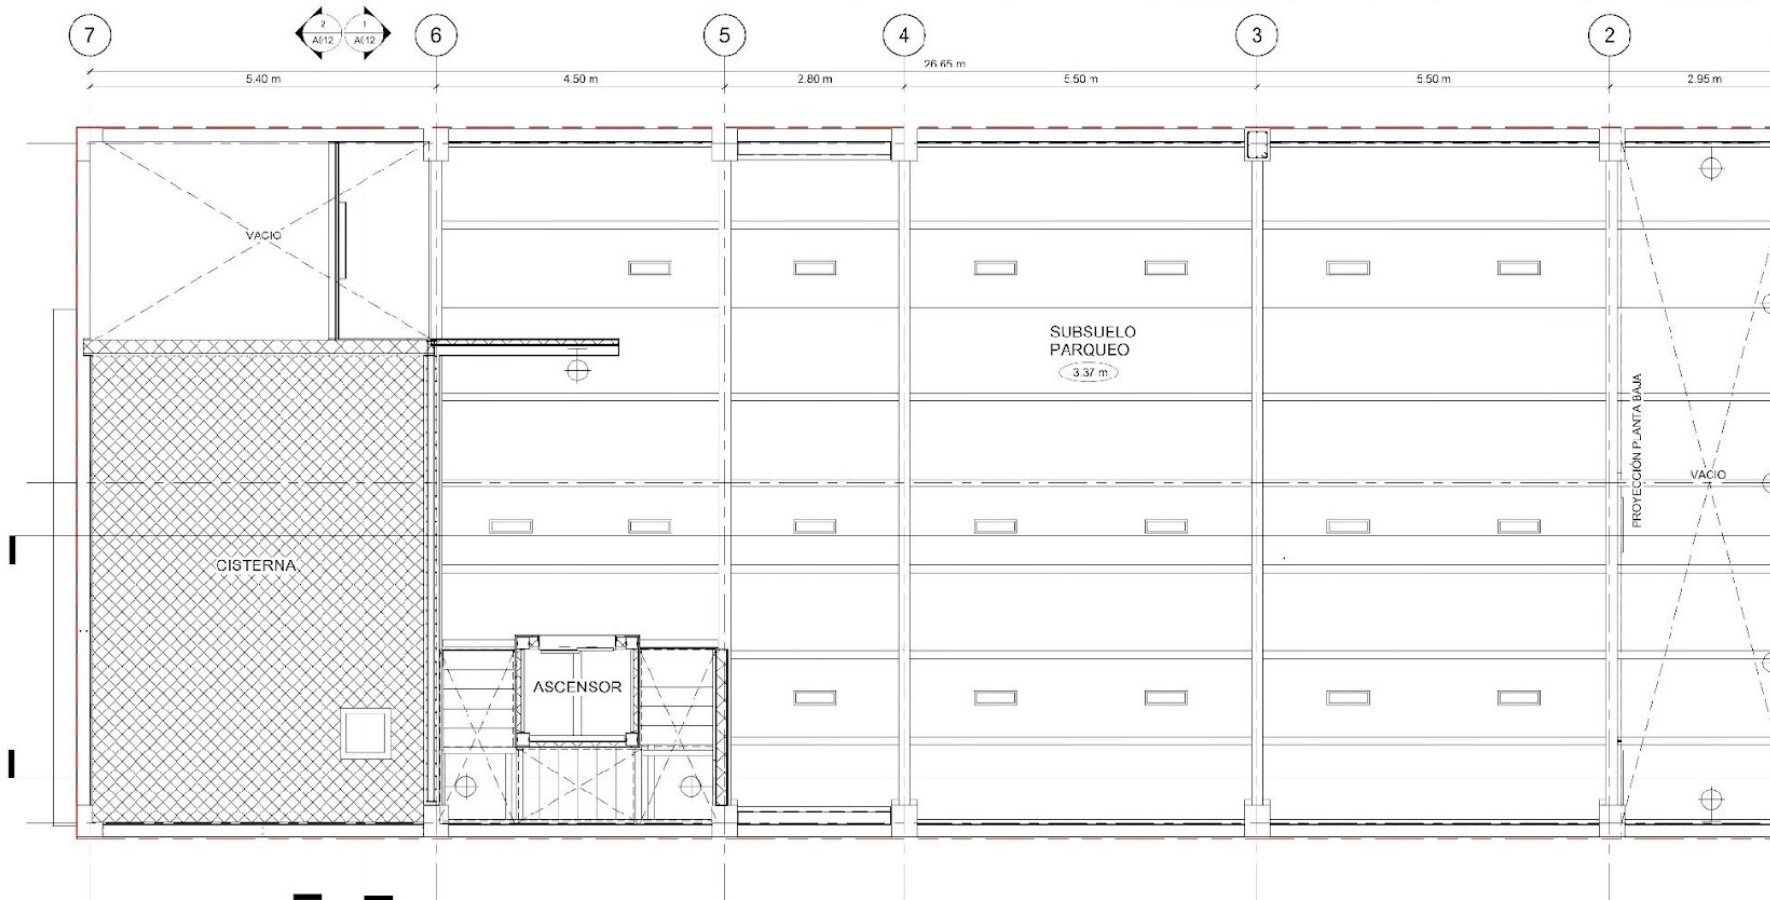 7
2
A012
1
A012
6
5
4
3
2
26.65 m
5.40 m
4.50 m
2.80 m
5.50 m
5.50 m
2.95 m
VACIO
SUBSUELO
PARQUEO
3.37 m
PROYECCIÓN PLANTA BAJA
VACIO
CISTERNA
ASCENSOR